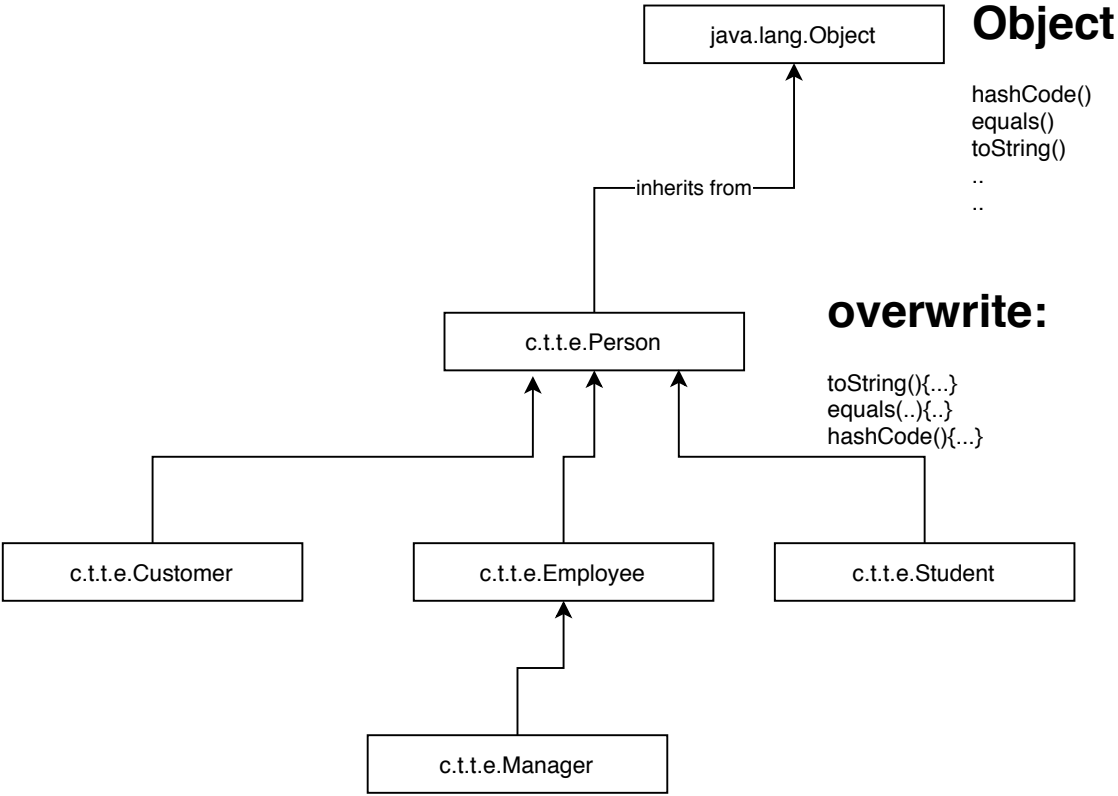 java.lang.Object
Object
hashCode()
equals()
toString()
..
..
inherits from
c.t.t.e.Person
overwrite:
toString(){...}
equals(..){..}
hashCode(){...}
c.t.t.e.Customer
c.t.t.e.Employee
c.t.t.e.Student
c.t.t.e.Manager